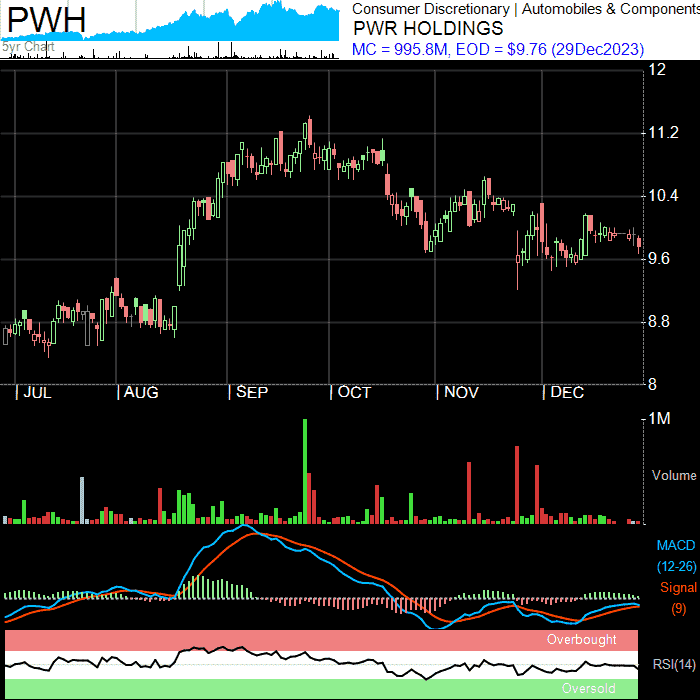 PWH
5yr Chart
Consumer Discretionary | Automobiles & Components
PWR HOLDINGS
MC = 995.8M, EOD = $9.76 (29Dec2023)
12
11.2
10.4
9.6
8.8
8
| JUL | AUG | SEP | OCT | NOV | DEC
1M
Volume
MACD
(12-26)
Signal
(9)
Overbought
RSI(14)
Oversold